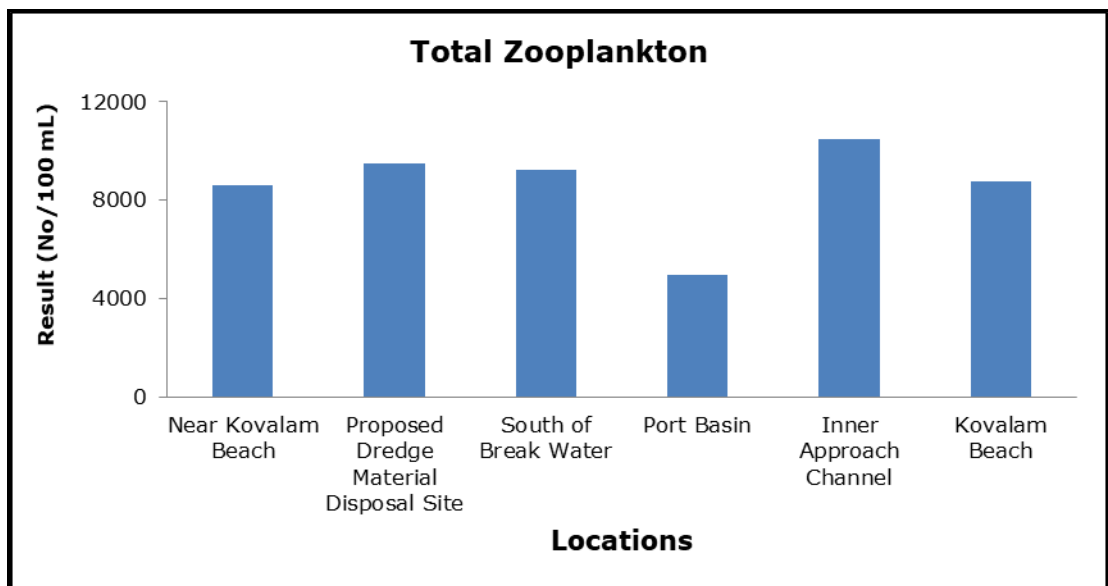 Total Zooplankton
Result (No/100 mL)
12000
8000
4000
0
Near Kovalam
Beach
Proposed
Dredge
Material
Disposal Site
South of
Break Water
Port Basin
Inner
Approach
Channel
Kovalam
Beach
Locations